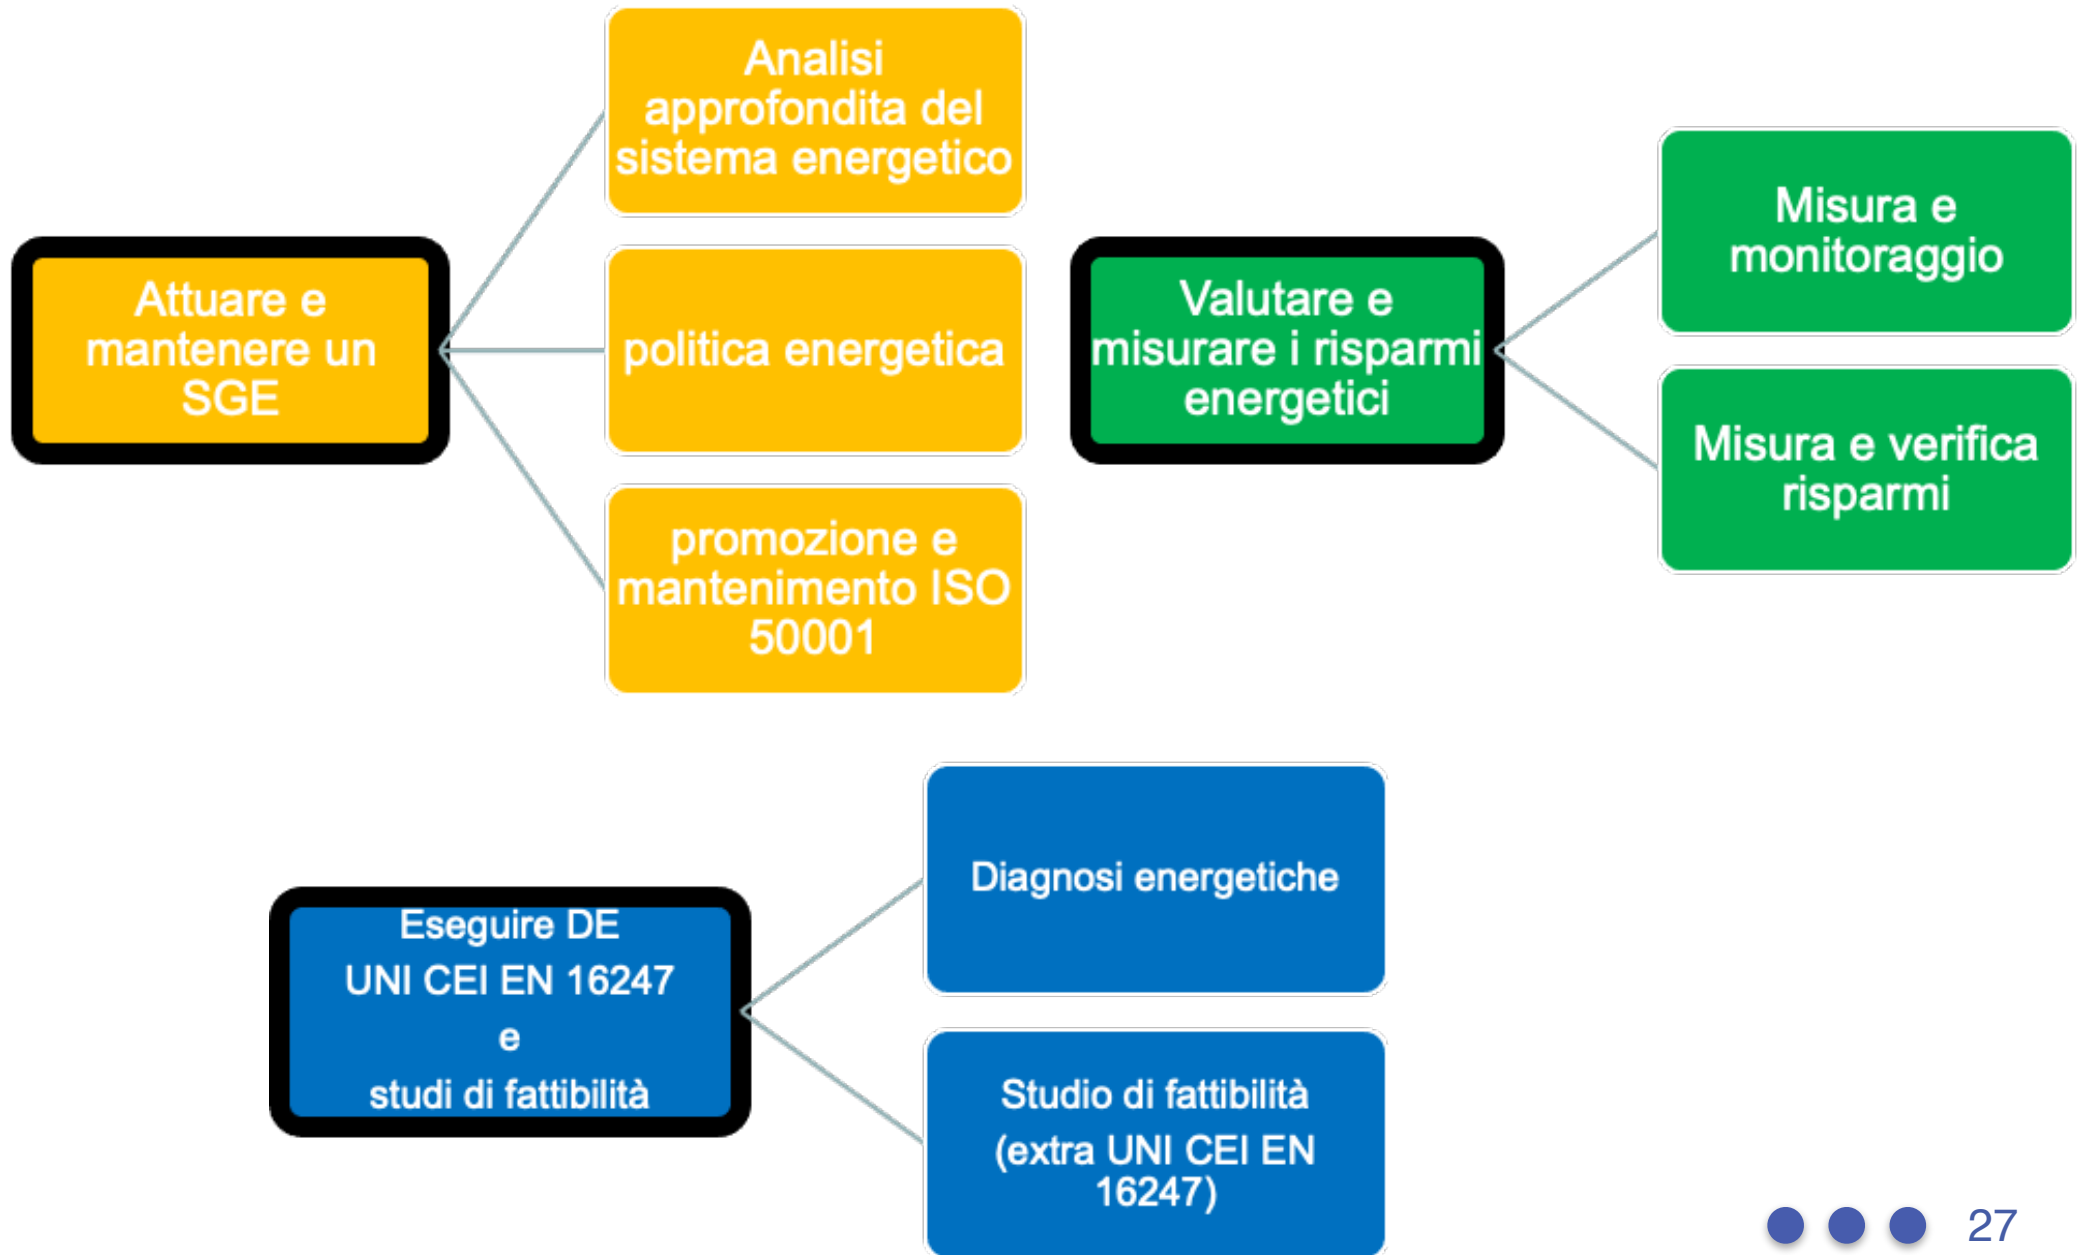 Attuare e
mantenere un
SGE
Analisi
approfondita del
sistema energetico
politica energetica
promozione e
mantenimento ISO
50001
Valutare e
misurare i risparmi
energetici
Misura e
monitoraggio
Misura e verifica
risparmi
Eseguire DE
UNI CEI EN 16247
e
studi di fattibilità
Diagnosi energetiche
Studio di fattibilità
(extra UNI CEI EN
16247)
27